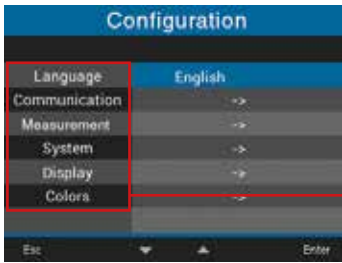 Configuration
Language English
Communication ->
Measurement ->
System ->
Display ->
Colors ->
Esc Enter